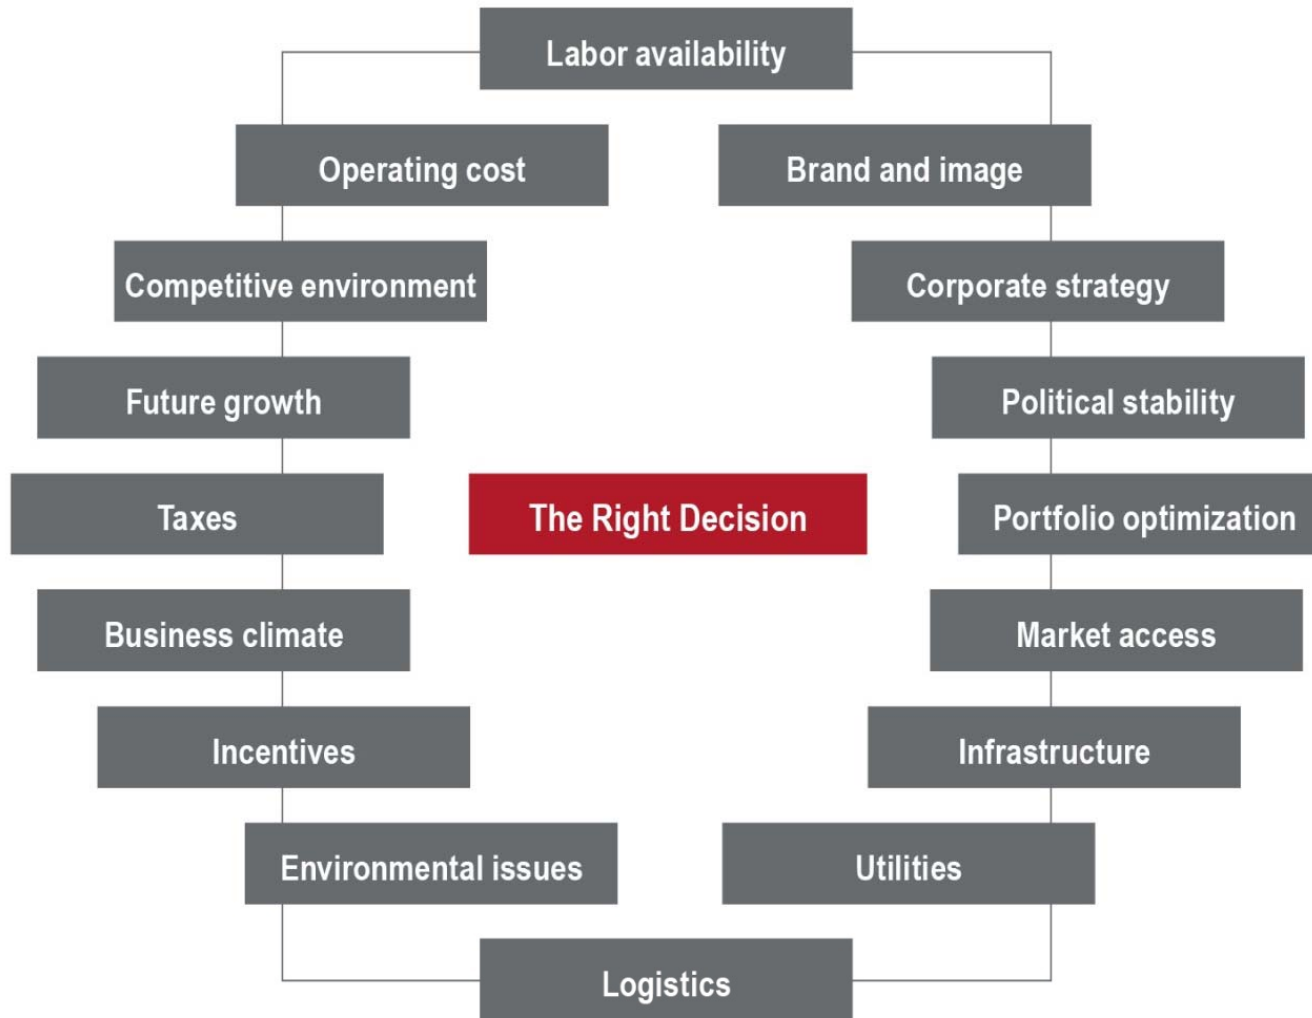 Labor availability
Operating cost
Brand and image
Competitive environment
Corporate strategy
Future growth
Political stability
Taxes
The Right Decision
Portfolio optimization
Business climate
Market access
Incentives
Infrastructure
Environmental issues
Utilities
Logistics